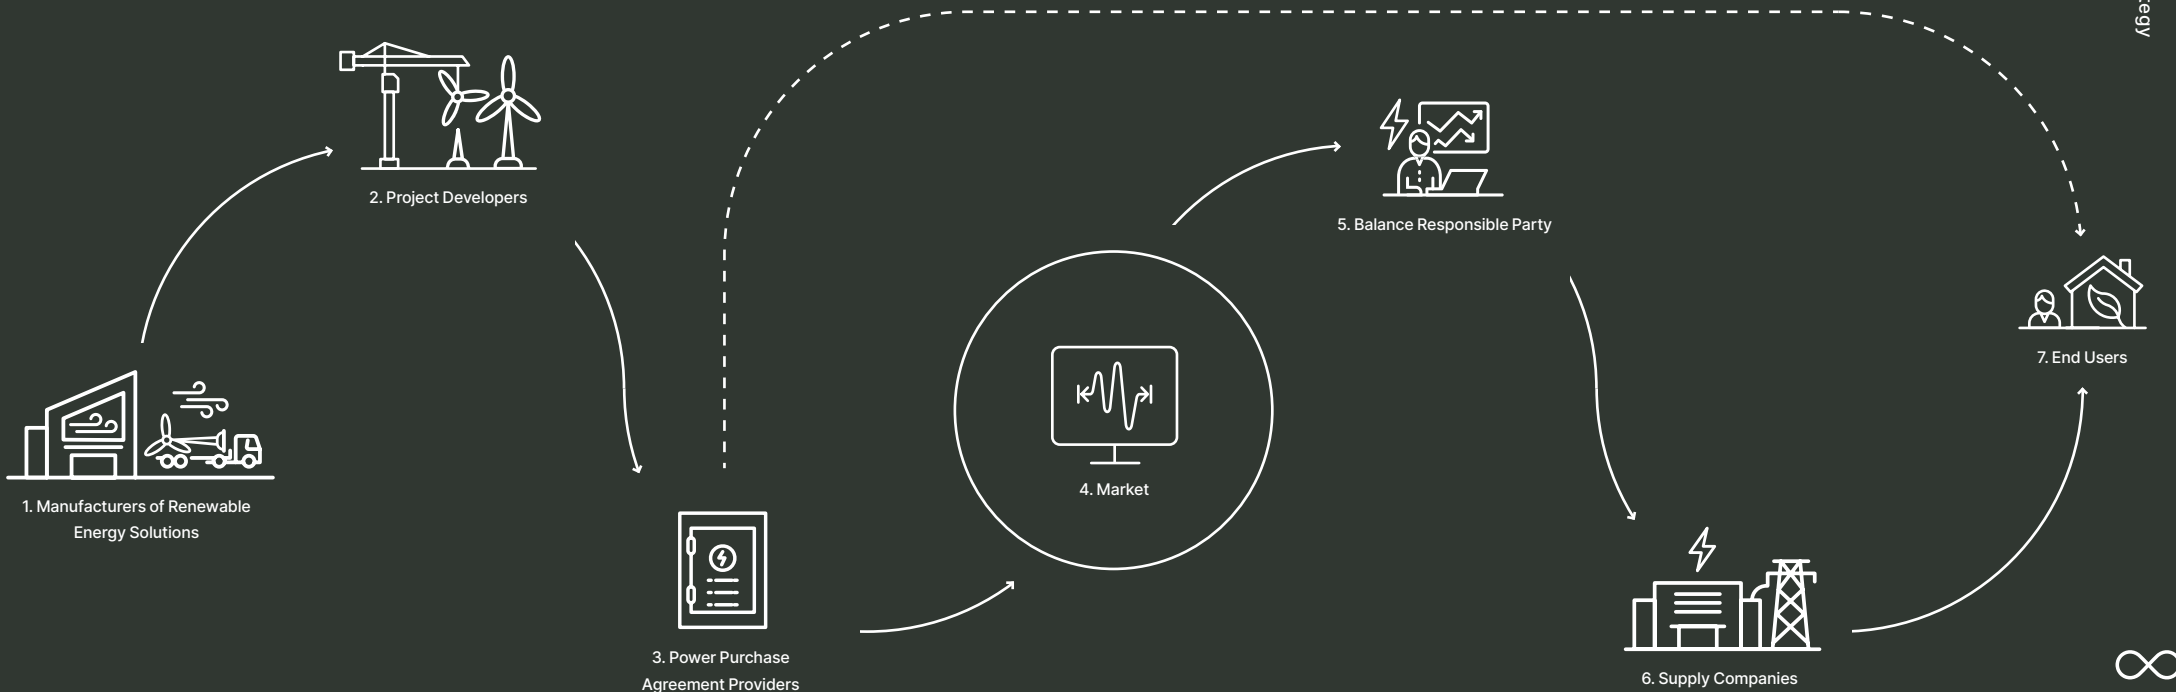 2. Project Developers
5. Balance Responsible Party
7. End Users
4. Market
1. Manufacturers of Renewable
Energy Solutions
3. Power Purchase
Agreement Providers
6. Supply Companies